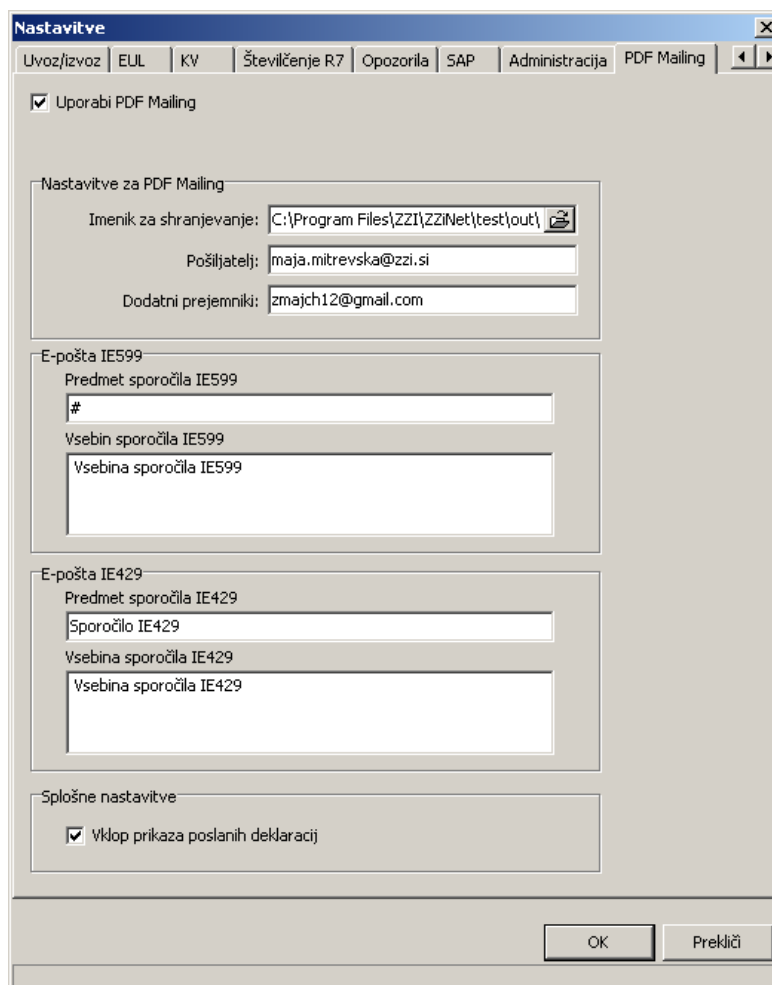 Nastavitve
Uvoz/izvoz EUL KV Številčenje R7 Opozorila SAP Administracija PDF Mailing
Uporabi PDF Mailing
Nastavitve za PDF Mailing
Imenik za shranjevanje: C:\Program Files\ZZI\ZZiNet\test\out\
Pošiljatelj: maja.mitrevska@zzi.si
Dodatni prejemniki: zmajch12@gmail.com
E-pošta IE599
Predmet sporočila IE599
#
Vsebin sporočila IE599
Vsebina sporočila IE599
E-pošta IE429
Predmet sporočila IE429
Sporočilo IE429
Vsebina sporočila IE429
Vsebina sporočila IE429
Splošne nastavitve
Vklop prikaza poslanih deklaracij
OK Prekliči